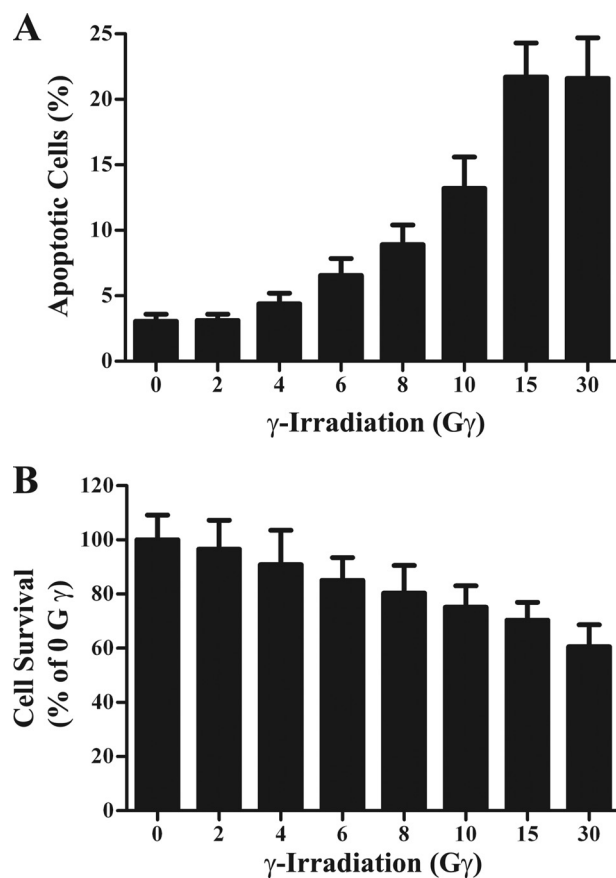 A
Apoptotic Cells (%)
25
20
15
10
5
0
0 2 4 6 8 10 15 30
γ-Irradiation (Gγ)
B
Cell Survival
(% of 0 G γ)
120
100
80
60
40
20
0
0 2 4 6 8 10 15 30
γ-Irradiation (Gγ)